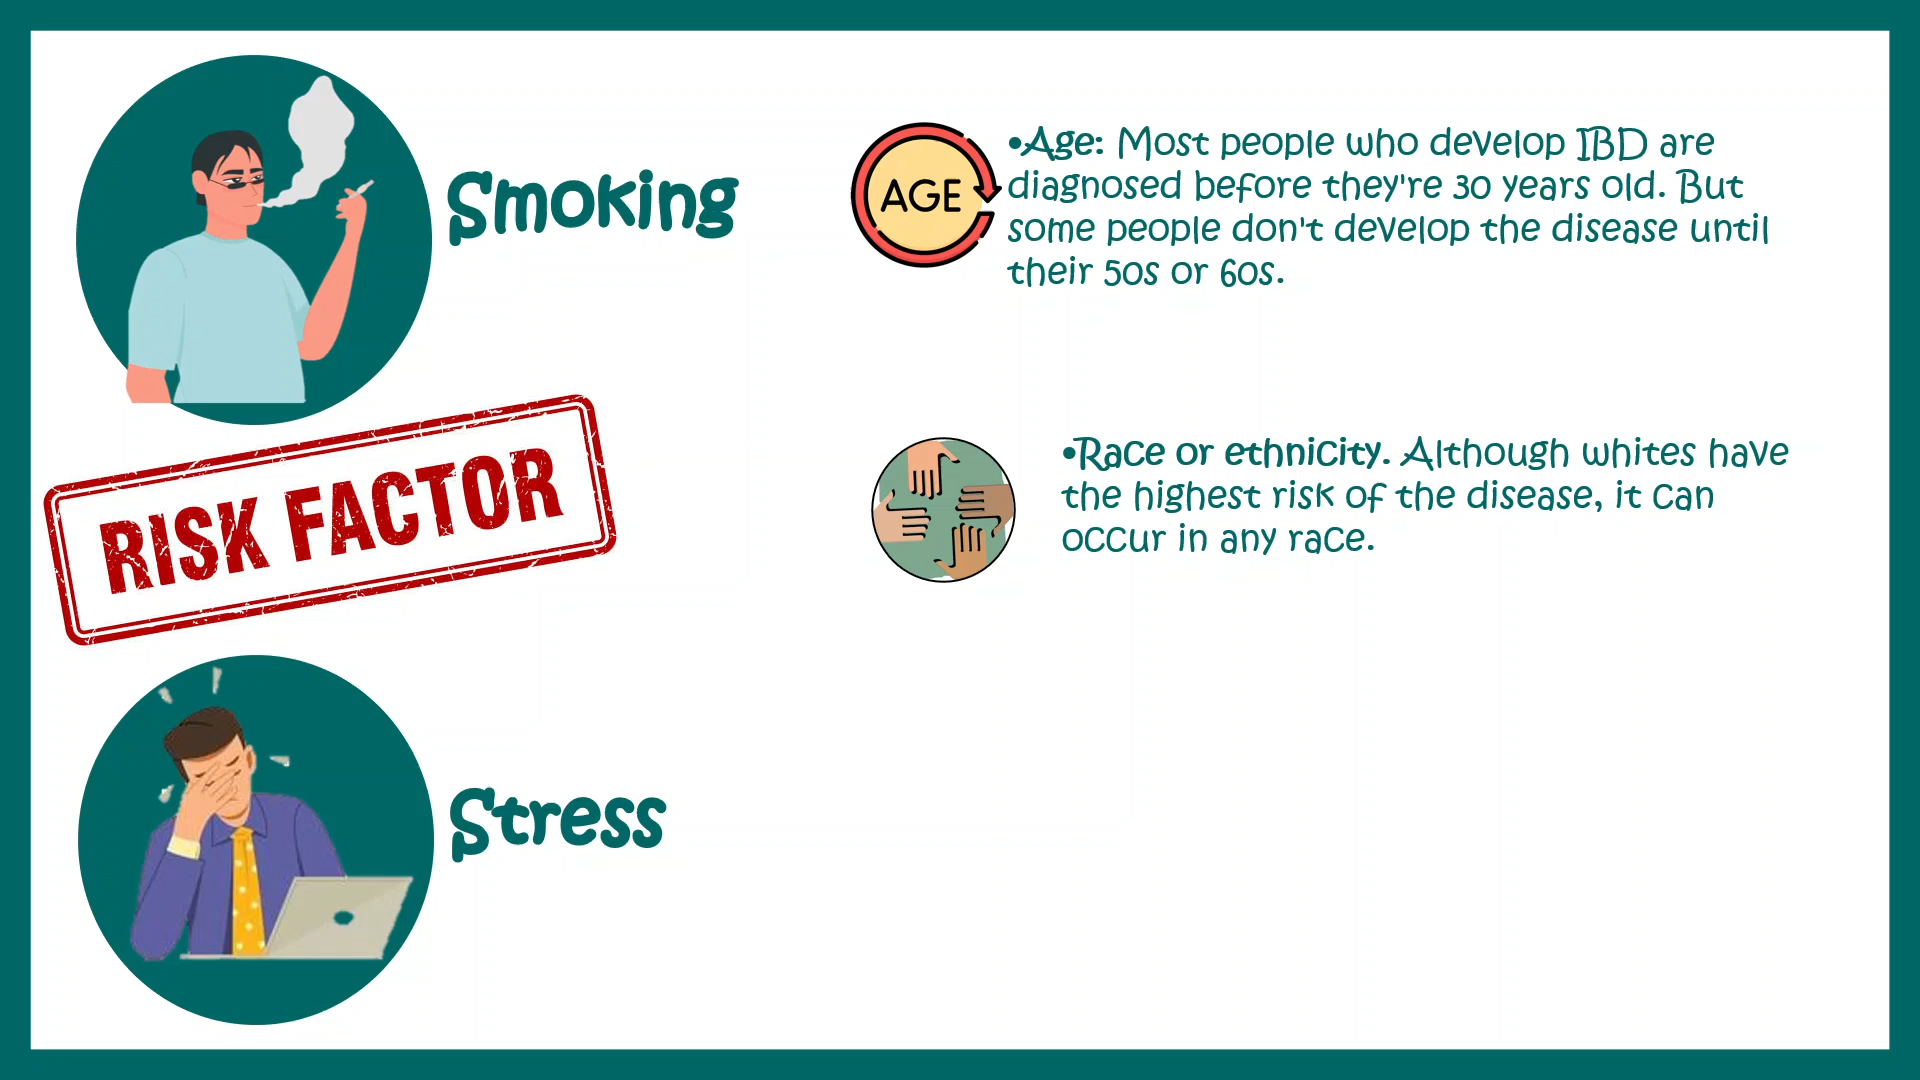 Smoking
RISK FACTOR
Stress
AGE
•Age: Most people who develop IBD are
diagnosed before they're 30 years old. But
some people don't develop the disease until
their 50s or 60s.
•Race or ethnicity. Although whites have
the highest risk of the disease, it can
occur in any race.